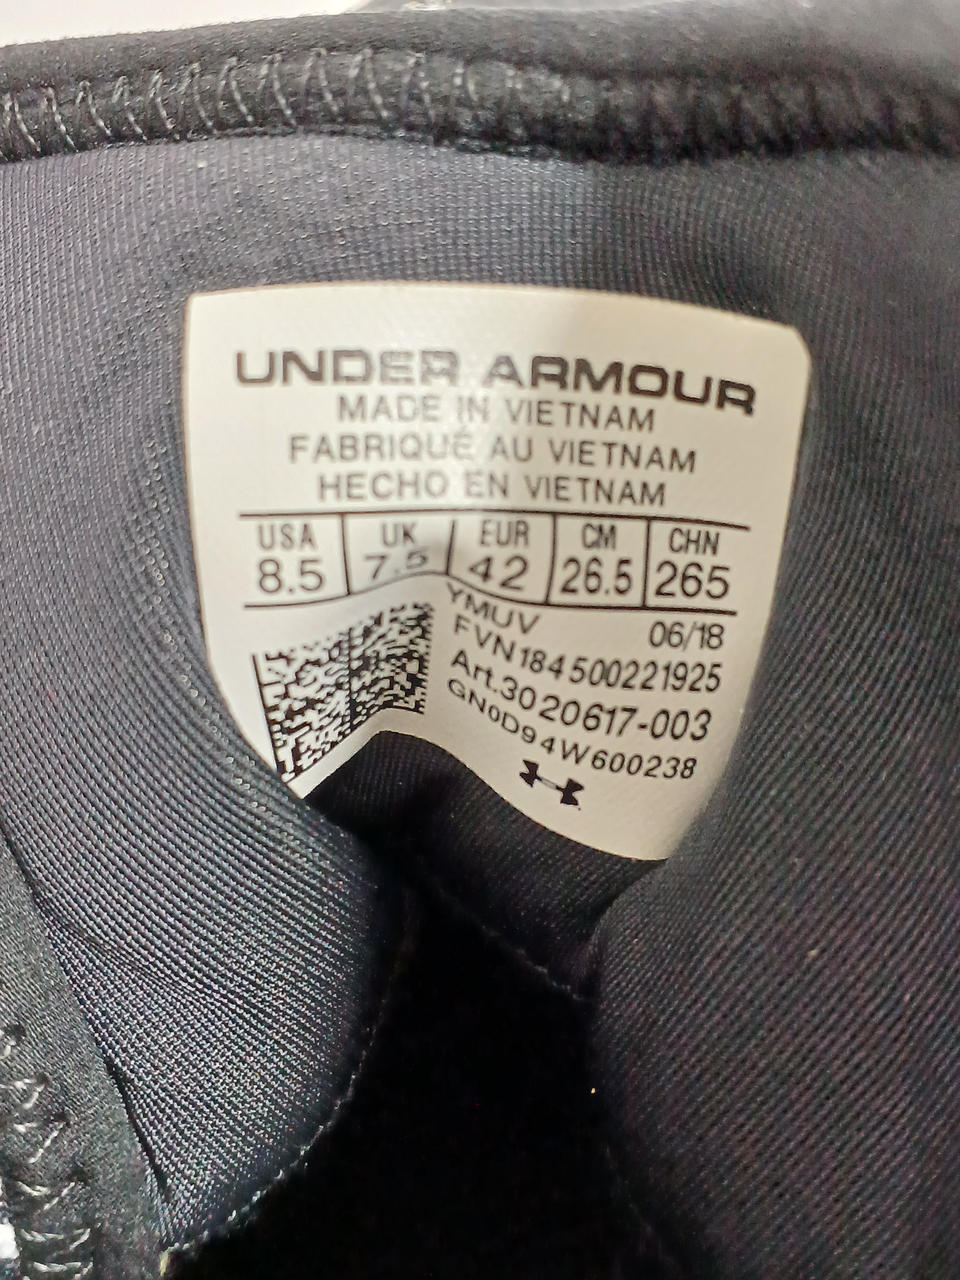 UNDER ARMOUR
MADE IN VIETNAM
FABRIQUÉ AU VIETNAM
HECHO EN VIETNAM
USA UK EUR CM CHN
8.5 7.5 42 26.5 265
YMUV 06/18
FVN184500221925
Art.3020617-003
GN0D94W600238